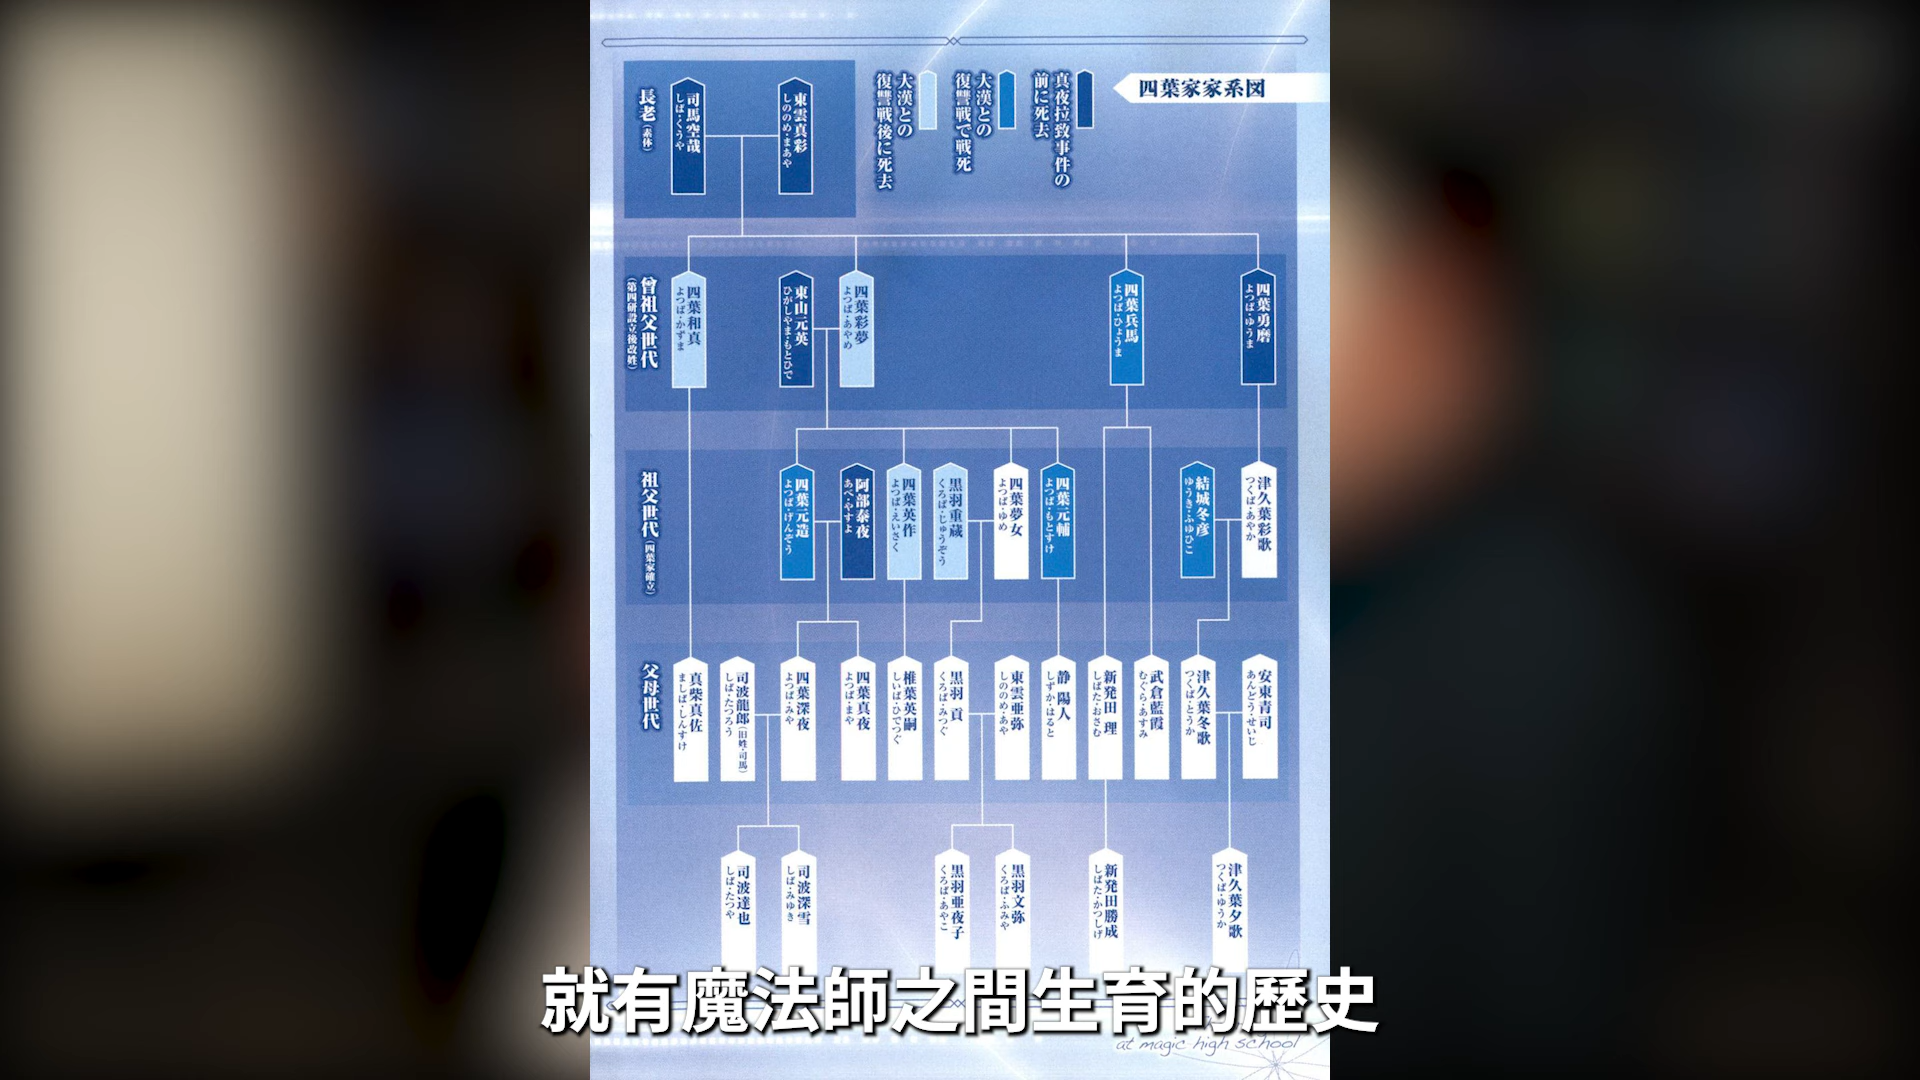 四葉家家系図
真夜拉致事件の
前に死去
大漢との
復讐戦で戦死
大漢との
復讐戦後に死去
長老(素体)
東雲真彩
しののめ・まあや
司馬空哉
しば・くうや
曾祖父世代
(第四研設立後改姓)
四葉勇磨
よつば・ゆうま
四葉兵馬
よつば・ひょうま
四葉彩夢
よつば・あやめ
東山元英
ひがしやま・もとひで
四葉和真
よつば・かずま
祖父世代(四葉家確立)
津久葉彩歌
つくば・あやか
結城冬彦
ゆうき・ふゆひこ
四葉元輔
よつば・もとすけ
四葉夢女
よつば・ゆめ
黒羽重蔵
くろば・じゅうぞう
四葉英作
よつば・えいさく
阿部泰夜
あべ・やすよ
四葉元造
よつば・げんぞう
父母世代
安東青司
あんどう・せいじ
津久葉冬歌
つくば・とうか
武倉藍霞
むぐら・あすみ
新発田 理
しばた・おさむ
静 陽人
しずか・はると
東雲亜弥
しののめ・あや
黒羽 貢
くろば・みつぐ
椎葉英嗣
しいば・ひでつぐ
四葉真夜
よつば・まや
四葉深夜
よつば・みや
司波龍郎(旧姓・司馬)
しば・たつろう
真柴真佐
ましば・しんすけ
津久葉夕歌
つくば・ゆうか
新発田勝成
しばた・かつしげ
黒羽文弥
くろば・ふみや
黒羽亜夜子
くろば・あやこ
司波深雪
しば・みゆき
司波達也
しば・たつや
就有魔法師之間生育的歷史
at magic high school